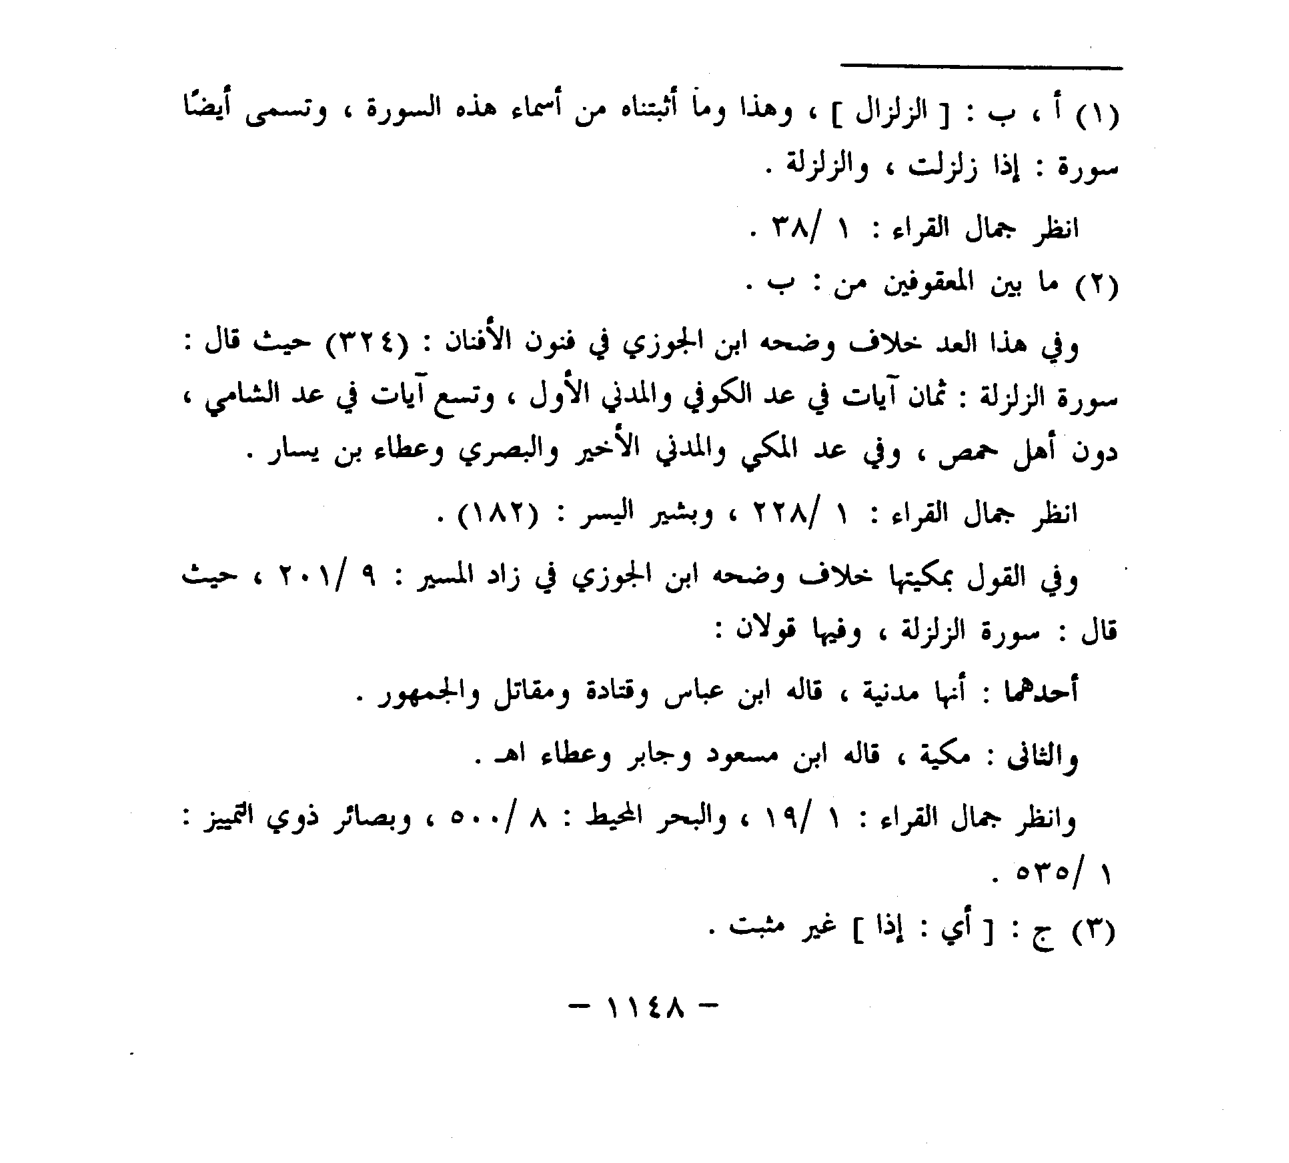 (١) أ ، ب : [ الزلزال ] ، وهذا وما أثبتناه من أسماء هذه السورة ، وتسمى أيضًا
سورة : إذا زلزلت ، والزلزلة .
انظر جمال القراء : ١ /٣٨ .
(٢) ما بين المعقوفين من : ب .
وفي هذا العد خلاف وضحه ابن الجوزي في فنون الأفنان : (٣٢٤) حيث قال :
سورة الزلزلة : ثمان آيات في عد الكوفي والمدني الأول ، وتسع آيات في عد الشامي ،
دون أهل حمص ، وفي عد المكي والمدني الأخير والبصري وعطاء بن يسار .
انظر جمال القراء : ١ /٢٢٨ ، وبشير اليسر : (١٨٢) .
وفي القول بمكيتها خلاف وضحه ابن الجوزي في زاد المسير : ٩ /٢٠١ ، حيث
قال : سورة الزلزلة ، وفيها قولان :
أحدهما : أنها مدنية ، قاله ابن عباس وقتادة ومقاتل والجمهور .
والثانى : مكية ، قاله ابن مسعود وجابر وعطاء اهـ .
وانظر جمال القراء : ١ /١٩ ، والبحر المحيط : ٨ /٥٠٠ ، وبصائر ذوي التمييز :
١ /٥٣٥ .
(٣) ج : [ أي : إذا ] غير مثبت .
– ١١٤٨ –